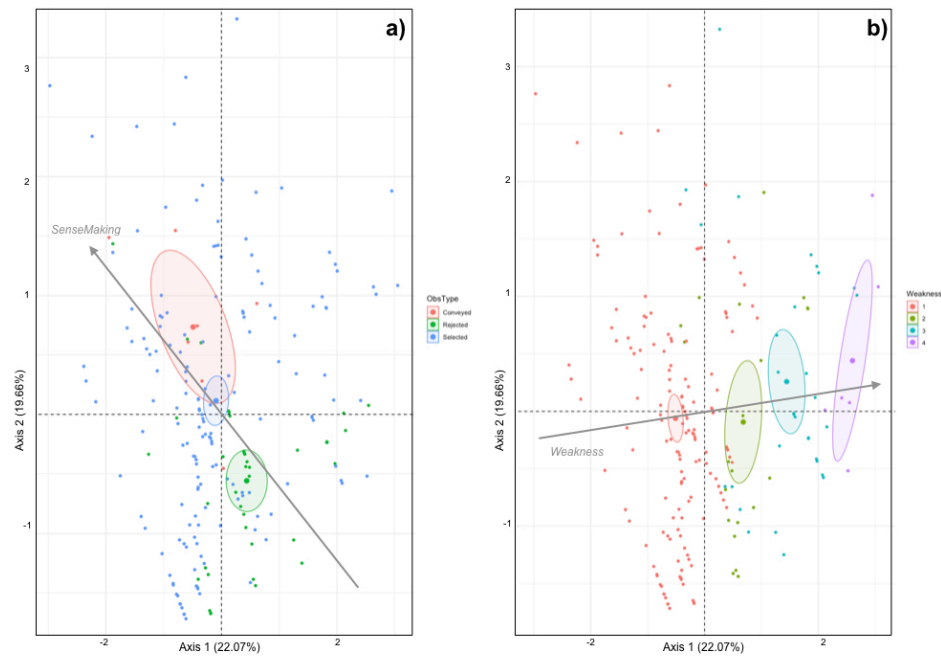 a)
3
2
1
0
-1
SenseMaking
Axis 2 (19.66%)
-2
2
Axis 1 (22.07%)
ObsType
Conveyed
Rejected
Selected
b)
3
2
1
0
-1
Weakness
Axis 2 (19.66%)
-2
2
Axis 1 (22.07%)
Weakness
1
2
3
4